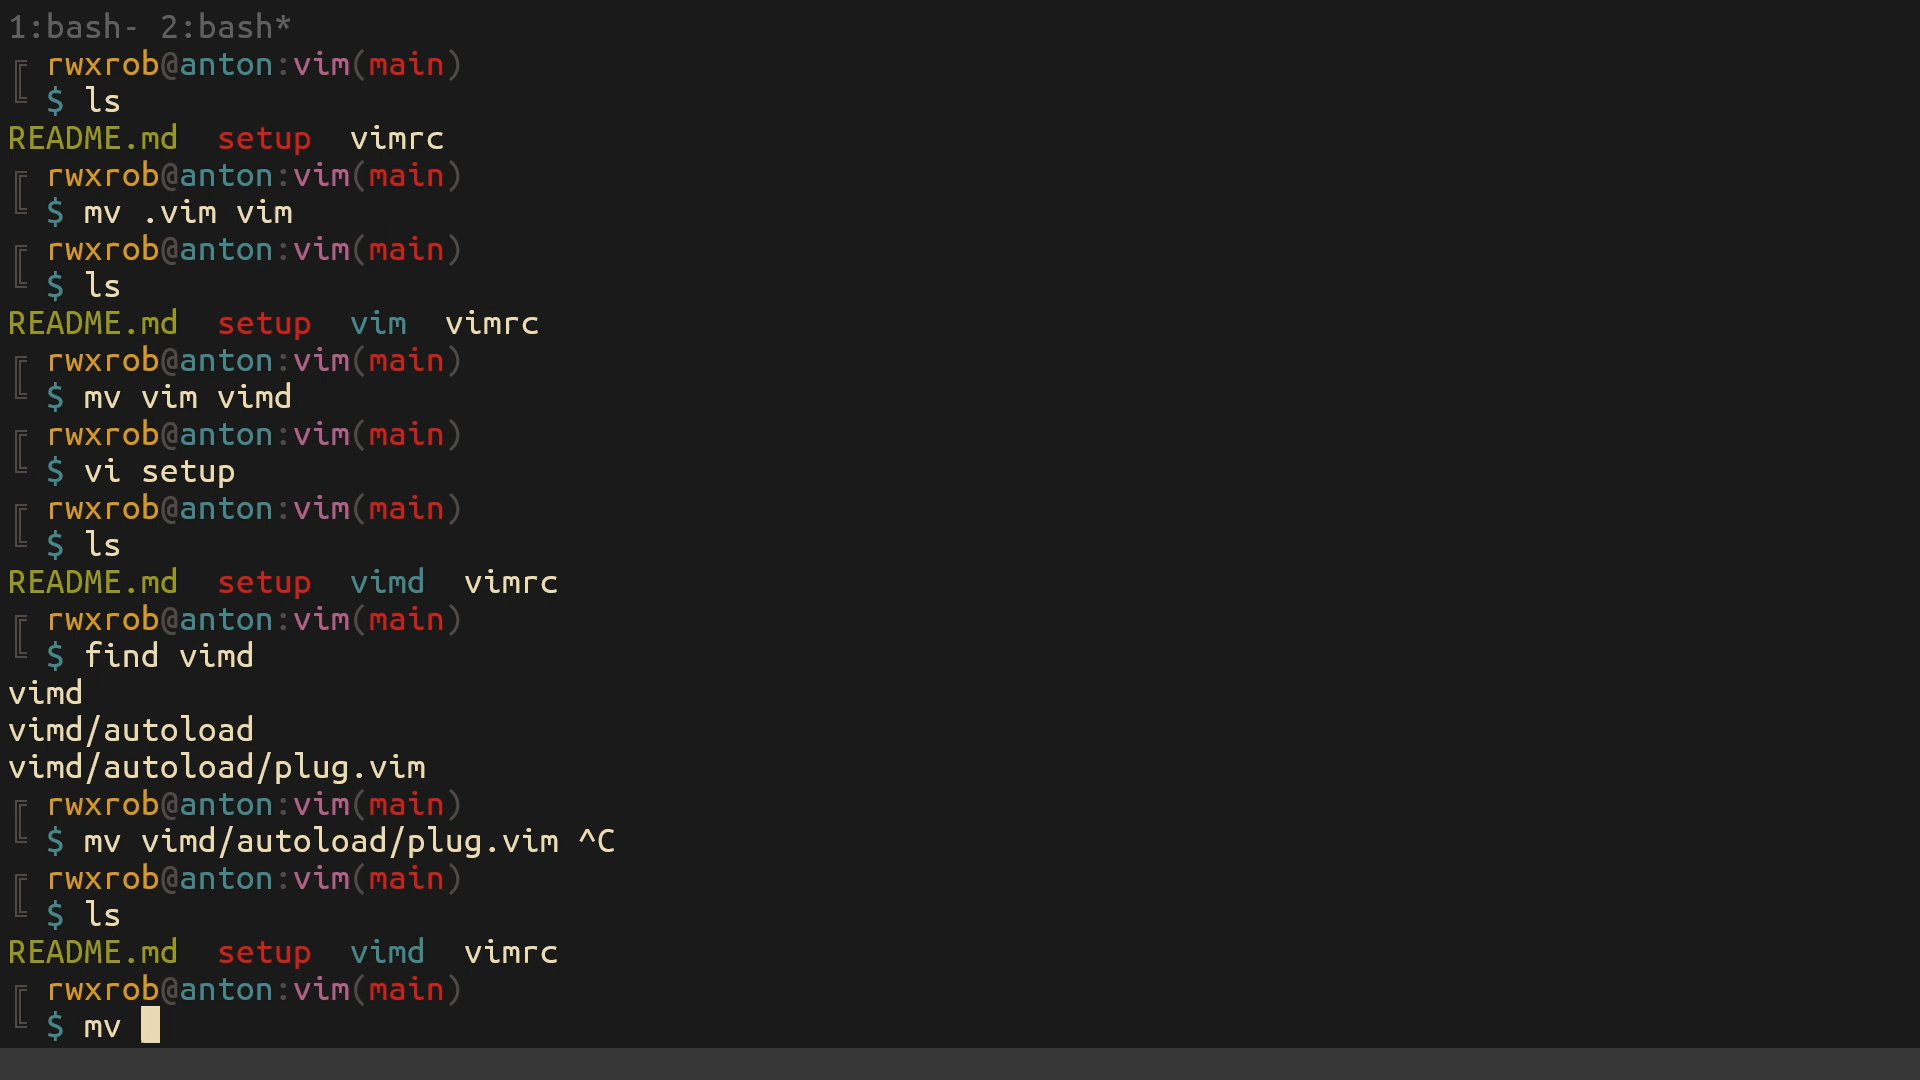 1:bash- 2:bash*
╔ rwxrob@anton:vim(main)
╚ $ ls
README.md  setup  vimrc
╔ rwxrob@anton:vim(main)
╚ $ mv .vim vim
╔ rwxrob@anton:vim(main)
╚ $ ls
README.md  setup  vim  vimrc
╔ rwxrob@anton:vim(main)
╚ $ mv vim vimd
╔ rwxrob@anton:vim(main)
╚ $ vi setup
╔ rwxrob@anton:vim(main)
╚ $ ls
README.md  setup  vimd  vimrc
╔ rwxrob@anton:vim(main)
╚ $ find vimd
vimd
vimd/autoload
vimd/autoload/plug.vim
╔ rwxrob@anton:vim(main)
╚ $ mv vimd/autoload/plug.vim ^C
╔ rwxrob@anton:vim(main)
╚ $ ls
README.md  setup  vimd  vimrc
╔ rwxrob@anton:vim(main)
╚ $ mv